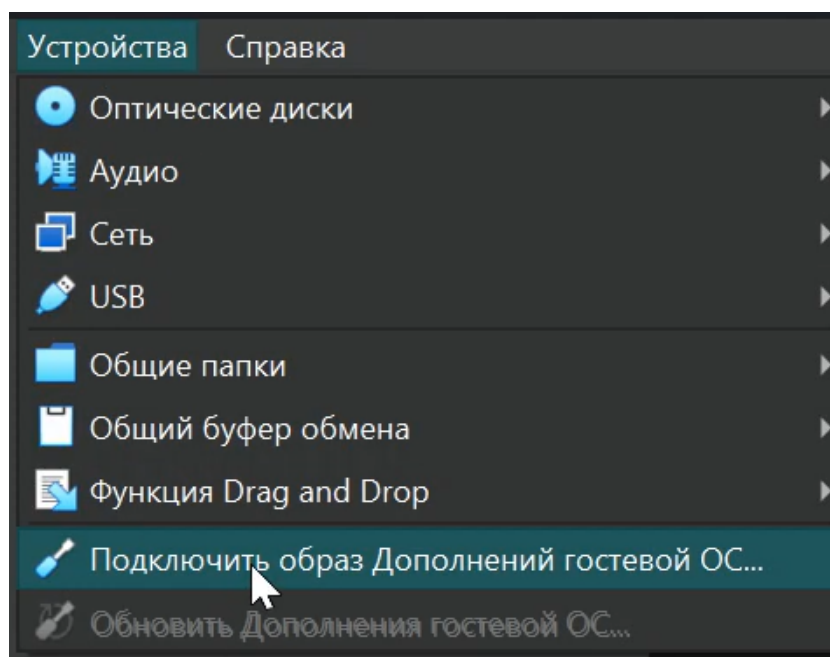 Устройства Справка
Оптические диски
Аудио
Сеть
USB
Общие папки
Общий буфер обмена
Функция Drag and Drop
Подключить образ Дополнений гостевой ОС...
Обновить Дополнения гостевой ОС...